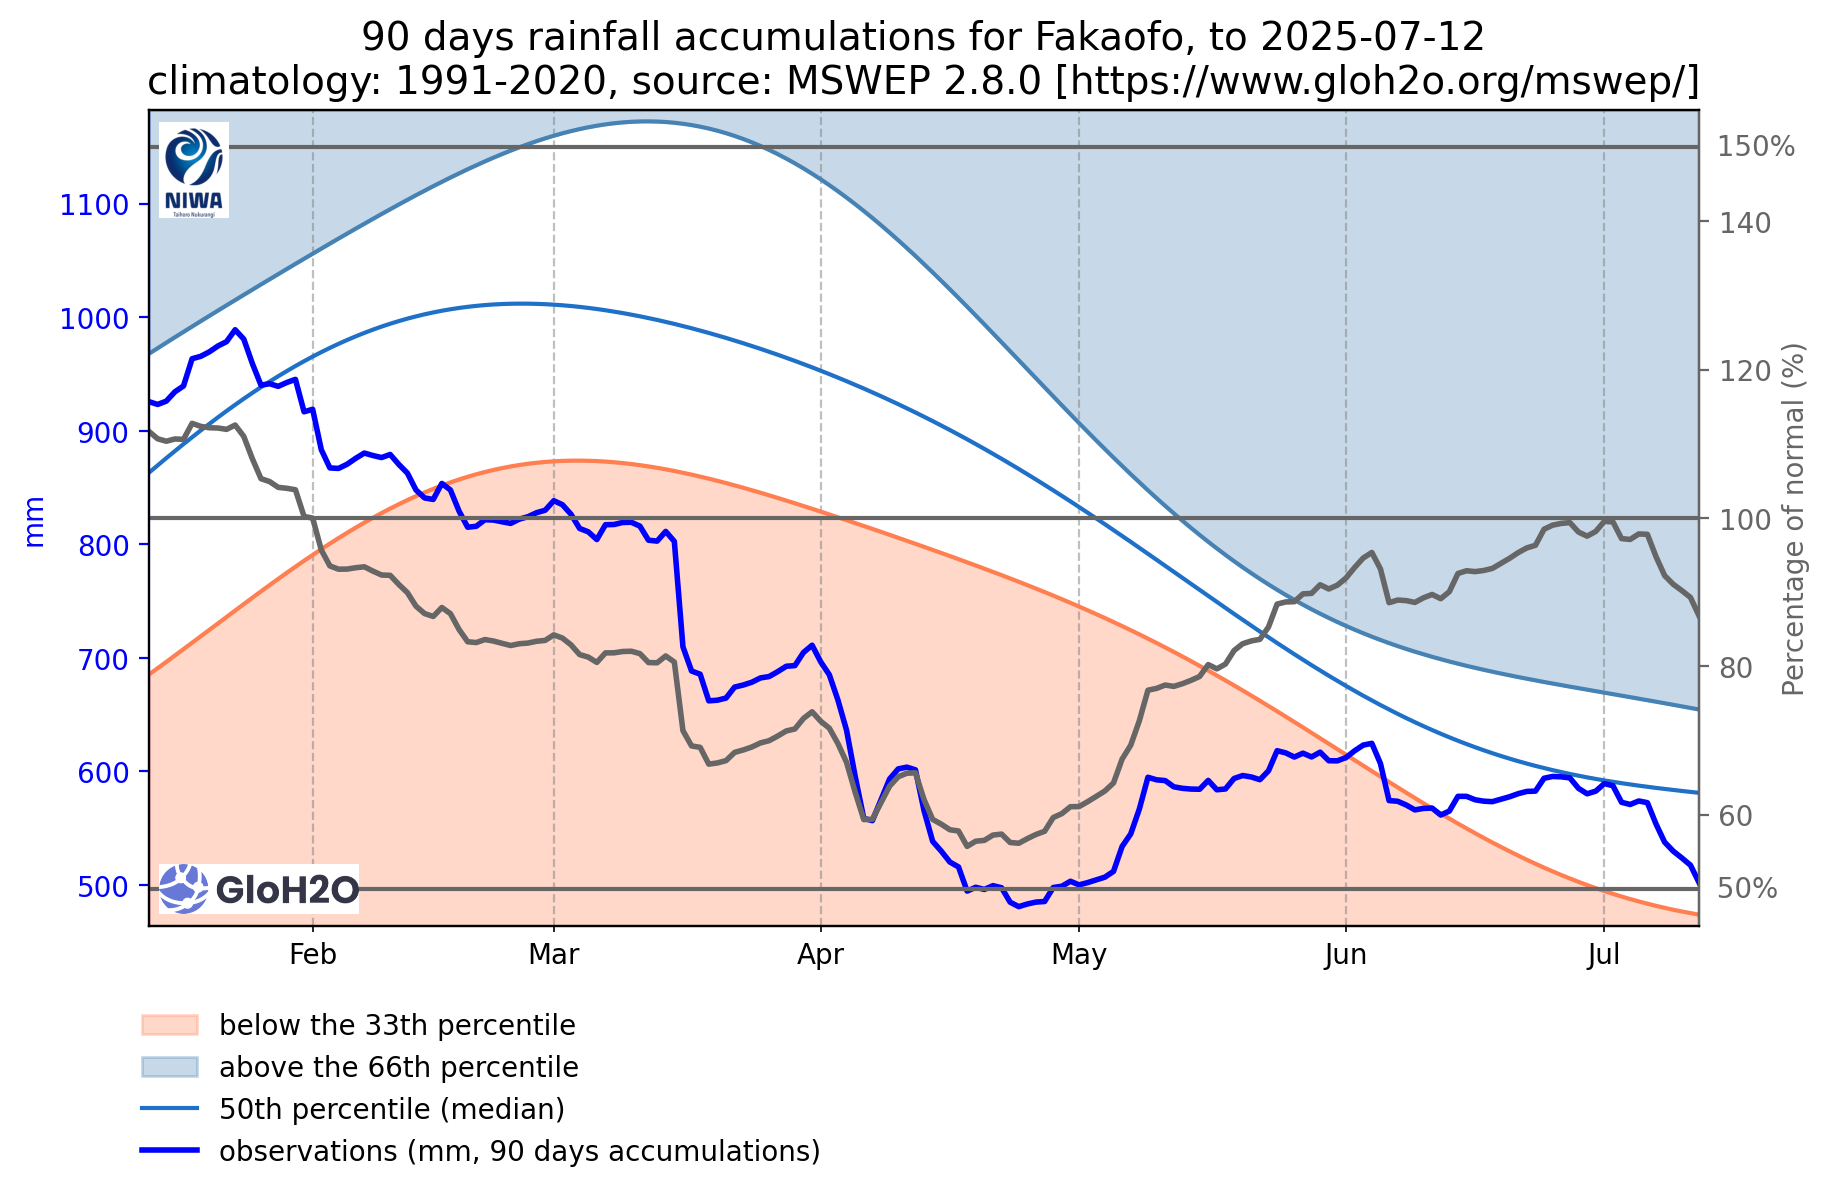 90 days rainfall accumulations for Fakaofo, to 2025-07-12
climatology: 1991-2020, source: MSWEP 2.8.0 [https://www.gloh2o.org/mswep/]
NIWA
Taihoro Nukurangi
1100
1000
900
800
700
600
500
mm
150%
140
120
100
80
60
50%
Percentage of normal (%)
GloH2O
Feb Mar Apr May Jun Jul
below the 33th percentile
above the 66th percentile
50th percentile (median)
observations (mm, 90 days accumulations)